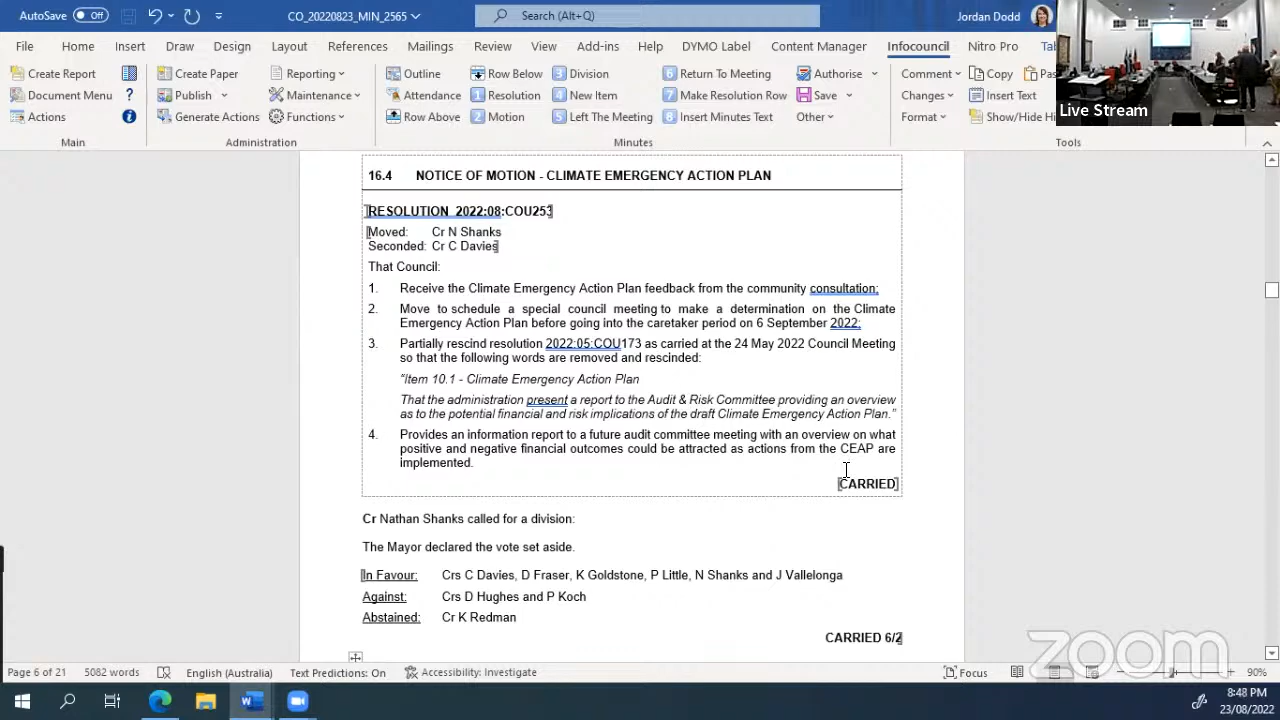 AutoSave Off CO_20220823_MIN_2565 Search (Alt+Q) Jordan Dodd
File Home Insert Draw Design Layout References Mailings Review View Add-ins Help DYMO Label Content Manager Infocouncil Nitro Pro
Create Report Create Paper Reporting Outline Row Below 3 Division 6 Return To Meeting Authorise Comment Copy
Document Menu ? Publish Maintenance Attendance 1 Resolution 4 New Item 7 Make Resolution Row Save Changes Insert Text
Actions Generate Actions Functions Row Above 2 Motion 5 Left The Meeting 8 Insert Minutes Text Other Format Show/Hide
Main Administration Minutes Tools
Live Stream
16.4 NOTICE OF MOTION - CLIMATE EMERGENCY ACTION PLAN
RESOLUTION 2022:08:COU253
Moved: Cr N Shanks
Seconded: Cr C Davies
That Council:
1. Receive the Climate Emergency Action Plan feedback from the community consultation;
2. Move to schedule a special council meeting to make a determination on the Climate
Emergency Action Plan before going into the caretaker period on 6 September 2022;
3. Partially rescind resolution 2022:05:COU173 as carried at the 24 May 2022 Council Meeting
so that the following words are removed and rescinded:
"Item 10.1 - Climate Emergency Action Plan
That the administration present a report to the Audit & Risk Committee providing an overview
as to the potential financial and risk implications of the draft Climate Emergency Action Plan."
4. Provides an information report to a future audit committee meeting with an overview on what
positive and negative financial outcomes could be attracted as actions from the CEAP are
implemented.
CARRIED
Cr Nathan Shanks called for a division:
The Mayor declared the vote set aside.
In Favour: Crs C Davies, D Fraser, K Goldstone, P Little, N Shanks and J Vallelonga
Against: Crs D Hughes and P Koch
Abstained: Cr K Redman
CARRIED 6/2
zoom
Page 6 of 21 5082 words English (Australia) Text Predictions: On Accessibility: Investigate Focus 90%
8:48 PM
23/08/2022